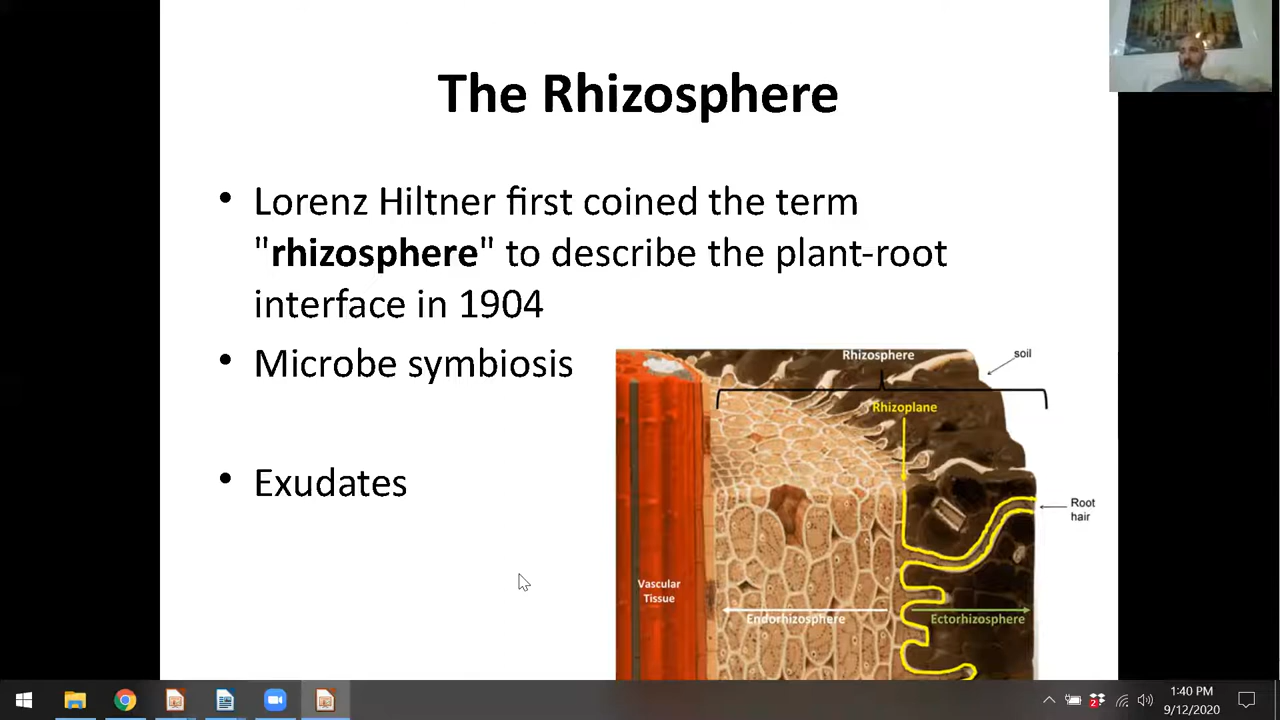 The Rhizosphere
• Lorenz Hiltner first coined the term
"rhizosphere" to describe the plant-root
interface in 1904
• Microbe symbiosis
• Exudates
Rhizosphere
soil
Rhizoplane
Root
hair
Vascular
Tissue
Endorhizosphere
Ectorhizosphere
2
1:40 PM
9/12/2020